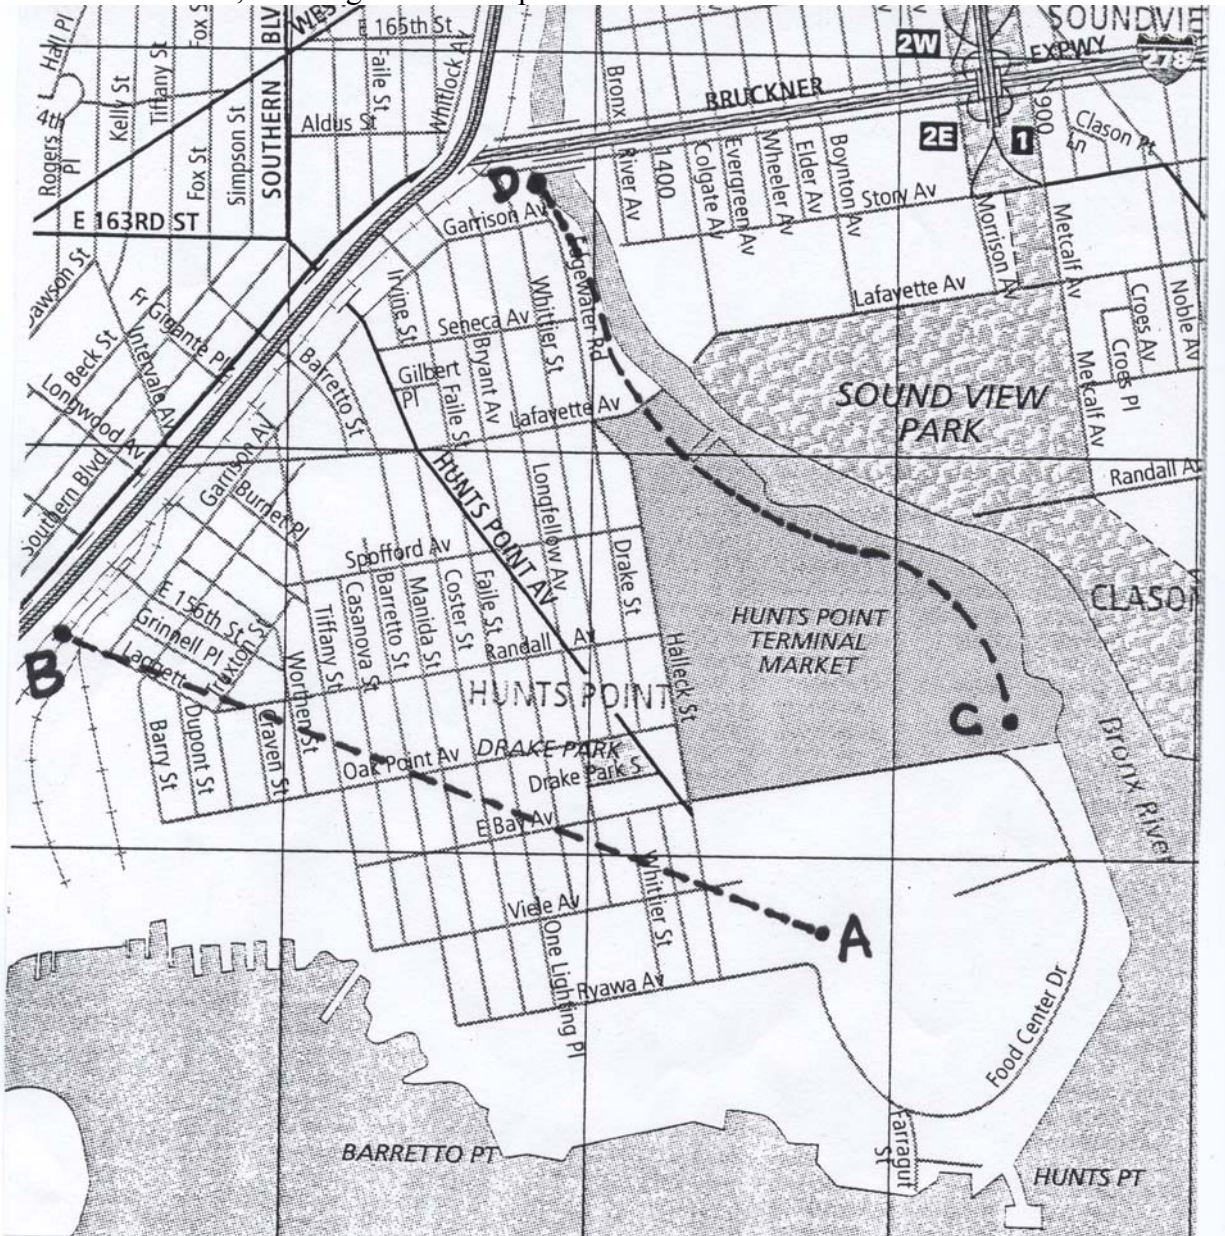 SOUNDVIE
Hall Pl
Fox S
BLV
WES
165th St
Tiffany St
Kelly St
Faile St
Whitlock Av
2W
EXPWY
278
Bronx
BRUCKNER
900
Rogers
4th
Pl
Aldus St
Fox St
Simpson St
SOUTHERN
2E
1
Clason Pt
Ln
River Av
1400
Colgate Av
Evergreen Av
Wheeler Av
Elder Av
Boynton Av
Story Av
D
E 163RD ST
Garrison Av
Morrison Av
Metcalf Av
Dawson St
Irvine St
Edgewater Rd
Whittier St
Lafayette Av
Croes Av
Noble Av
Fr Gigante Pl
Intervale Av
Beck St
Longwood Av
Barretto St
Seneca Av
Bryant Av
Gilbert
Pl
Faile St
Lafayette Av
SOUND VIEW
PARK
Metcalf Av
Croes Pl
Southern Blvd
Garrison Av
Burnet Pl
HUNTS POINT AV
Longfellow Av
Randall A
Spofford Av
Drake St
E 156th St
Grinnell Pl
Leggett
Truxton St
Tiffany St
Casanova St
Barretto St
Manida St
Coster St
Faile St
Randall Av
HUNTS POINT
TERMINAL
MARKET
CLASON
B
Worthen St
Halleck St
HUNTS POINT
C
Barry St
Dupont St
Craven St
Oak Point Av
DRAKE PARK
Drake Park S
Bronx River
E Bay Av
Whittier St
Viele Av
A
One Lighting Pl
Ryawa Av
Food Center Dr
Farragut
St
BARRETTO PT
HUNTS PT